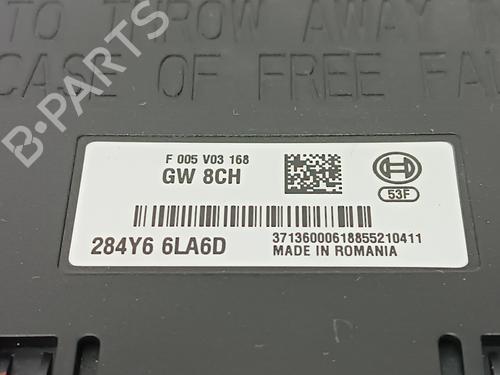 TO THROW AWAY
CASE OF FREE FA
F 005 V03 168
GW 8CH
53F
284Y6 6LA6D
37136000618855210411
MADE IN ROMANIA
B-PARTS